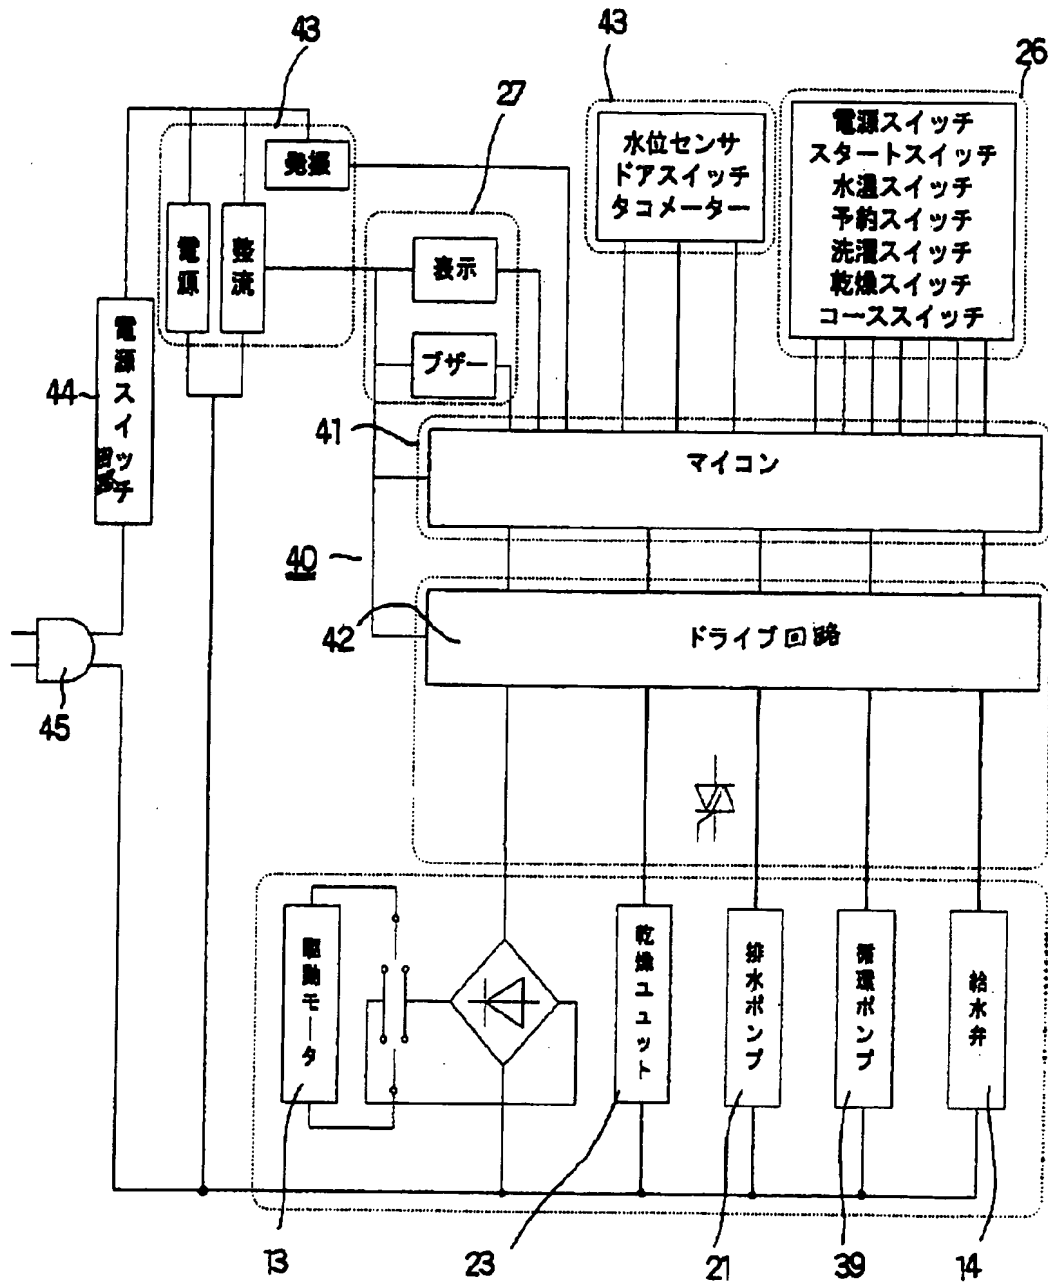 43
43
26
27
発振
電源
整流
表示
ブザー
水位センサ
ドアスイッチ
タコメーター
電源スイッチ
スタートスイッチ
水温スイッチ
予約スイッチ
洗濯スイッチ
乾燥スイッチ
コーススイッチ
44
電源スイッチ
回路
41
マイコン
40
42
ドライブ回路
45
駆動モータ
乾燥ユニット
排水ポンプ
循環ポンプ
給水弁
13
23
21
39
14